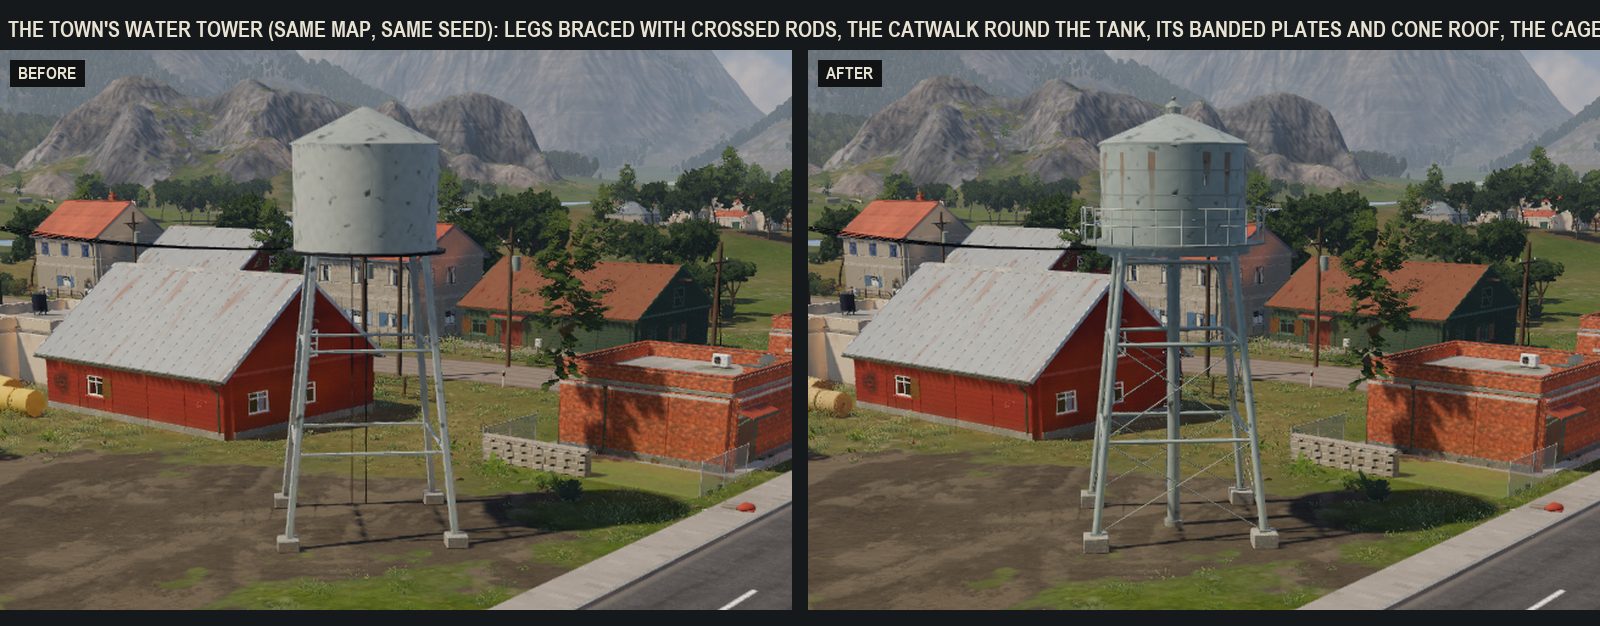 THE TOWN'S WATER TOWER (SAME MAP, SAME SEED): LEGS BRACED WITH CROSSED RODS, THE CATWALK ROUND THE TANK, ITS BANDED PLATES AND CONE ROOF, THE CAGE
BEFORE
AFTER